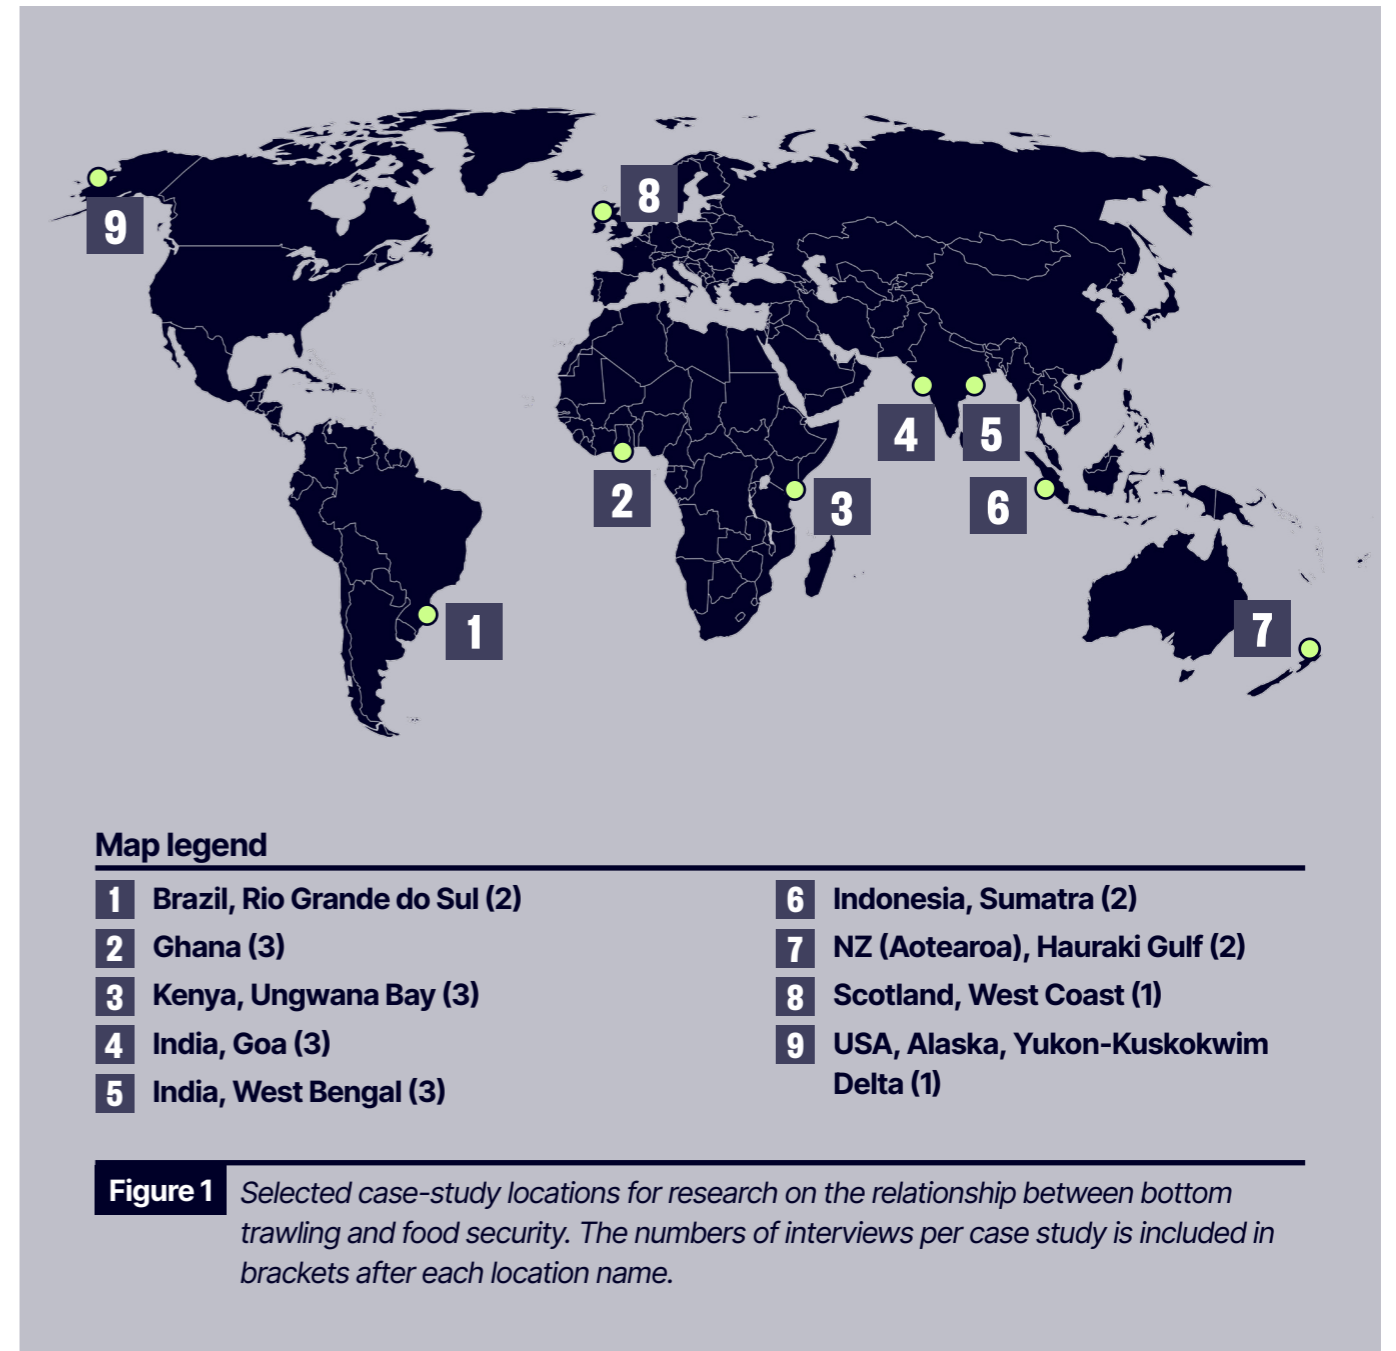 9
8
4
5
2
3
6
1
7
Map legend
1 Brazil, Rio Grande do Sul (2)
2 Ghana (3)
3 Kenya, Ungwana Bay (3)
4 India, Goa (3)
5 India, West Bengal (3)
6 Indonesia, Sumatra (2)
7 NZ (Aotearoa), Hauraki Gulf (2)
8 Scotland, West Coast (1)
9 USA, Alaska, Yukon-Kuskokwim
Delta (1)
Figure 1 Selected case-study locations for research on the relationship between bottom
trawling and food security. The numbers of interviews per case study is included in
brackets after each location name.